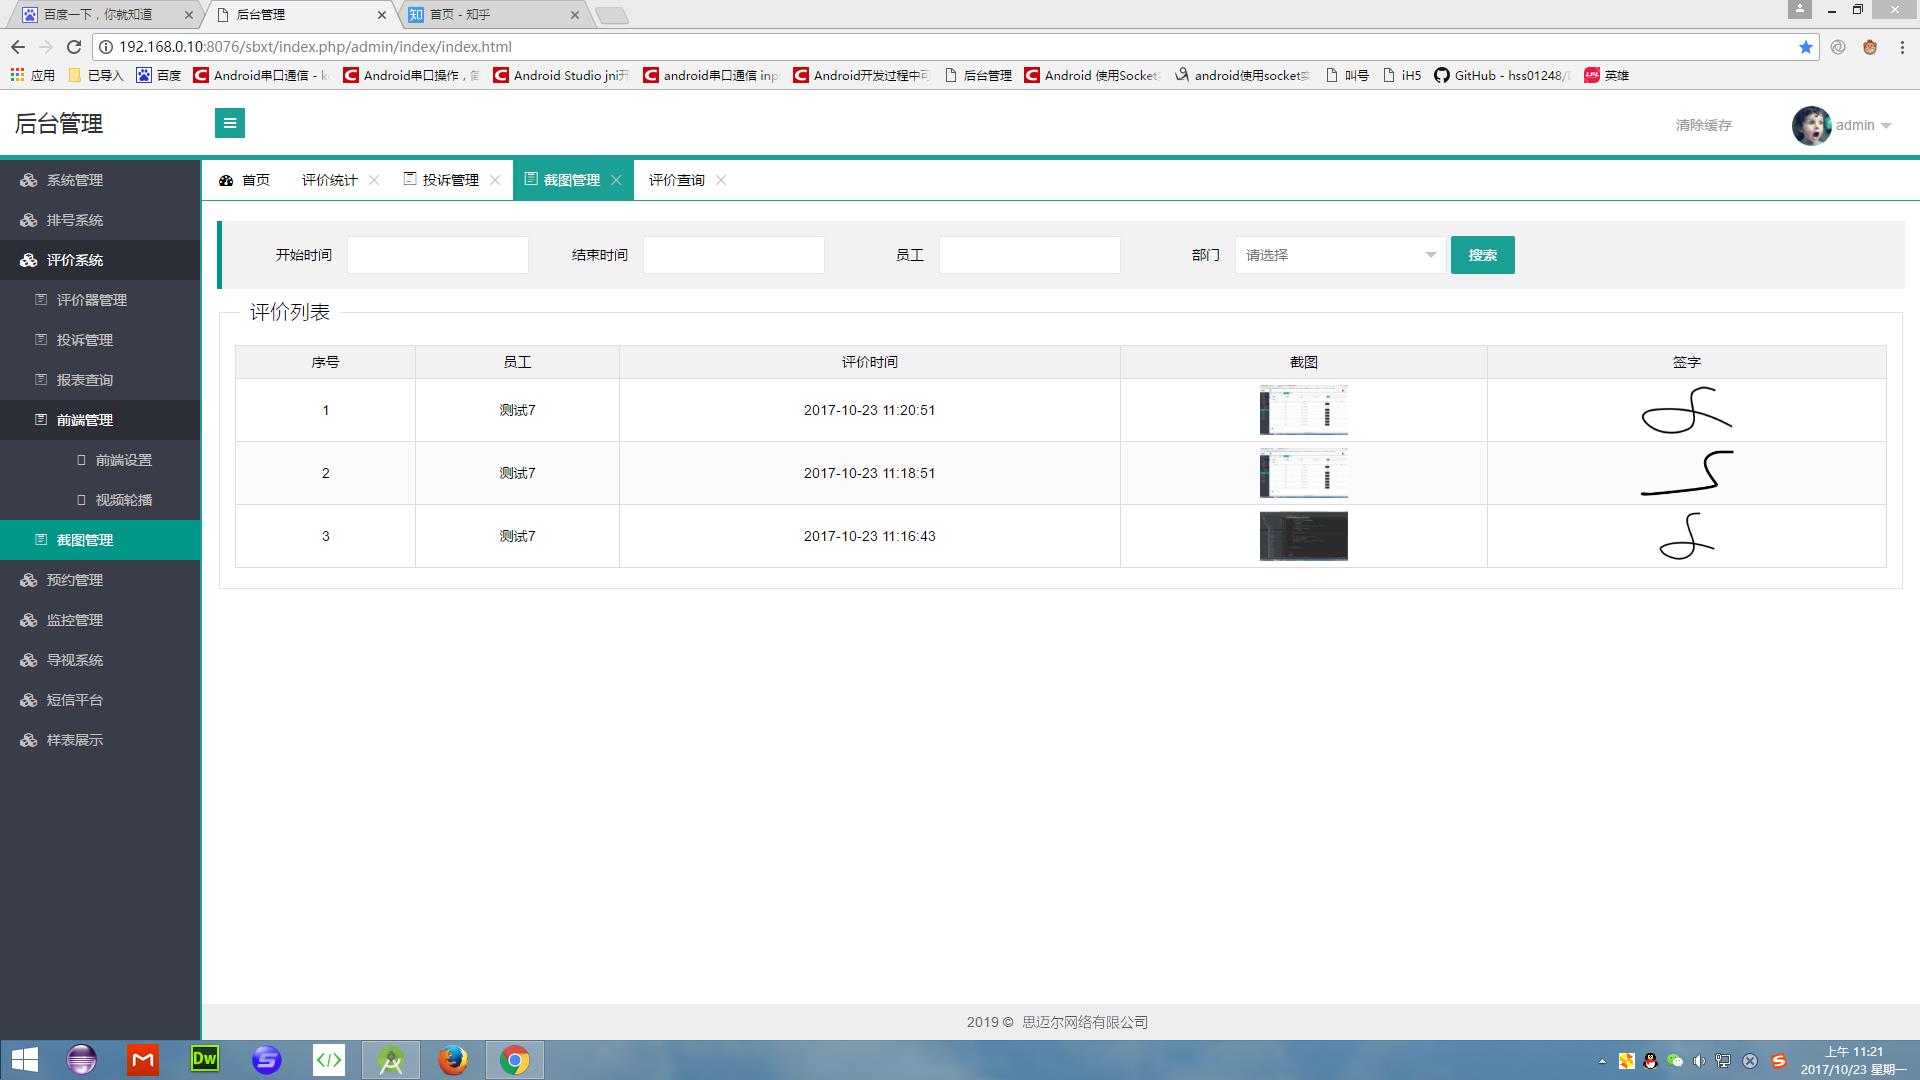 百度一下，你就知道
后台管理
首页 - 知乎
192.168.0.10:8076/sbxt/index.php/admin/index/index.html
应用 已导入 百度 Android串口通信 - k Android串口操作，简 Android Studio jni开 android串口通信 inp Android开发过程中可 后台管理 Android 使用Socket android使用socket实 叫号 iH5 GitHub - hss01248/ 英雄
后台管理
清除缓存
admin
系统管理
排号系统
评价系统
评价器管理
投诉管理
报表查询
前端管理
前端设置
视频轮播
截图管理
预约管理
监控管理
导视系统
短信平台
样表展示
首页 评价统计 投诉管理 截图管理 评价查询
开始时间 结束时间 员工 部门 请选择 搜索
评价列表
序号 员工 评价时间 截图 签字
1 测试7 2017-10-23 11:20:51
2 测试7 2017-10-23 11:18:51
3 测试7 2017-10-23 11:16:43
2019 © 思迈尔网络有限公司
Dw
上午 11:21
2017/10/23 星期一